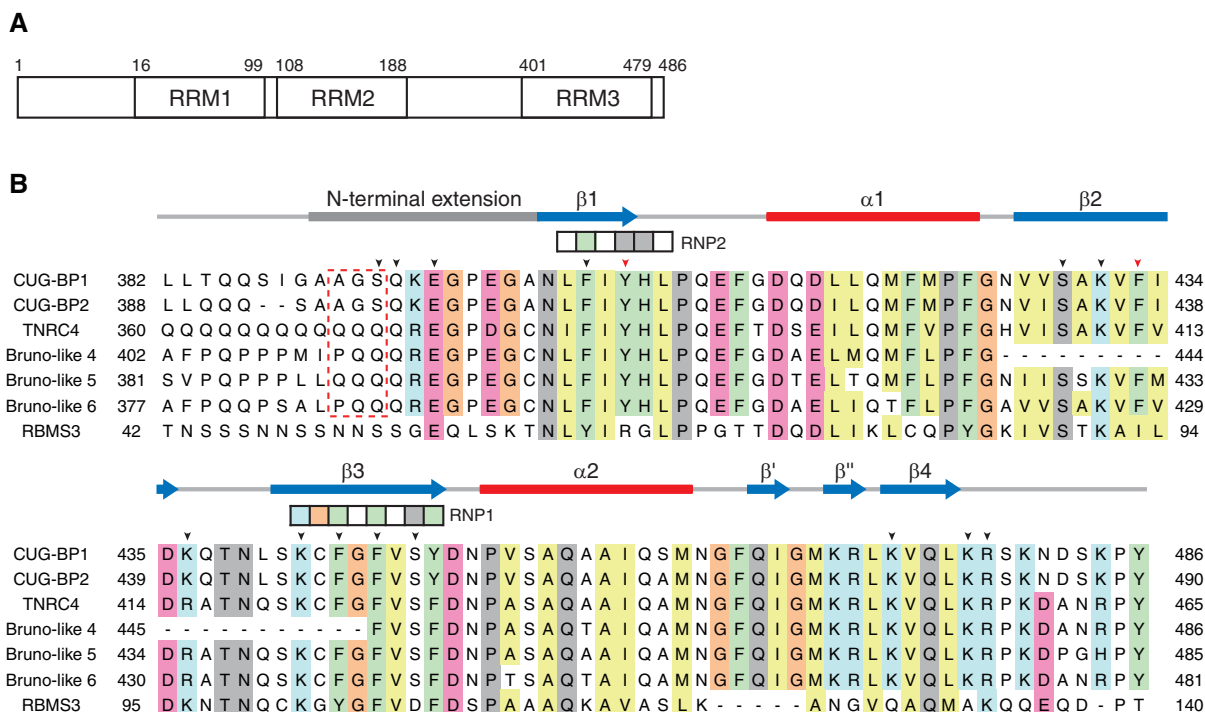 A
1 16 99 108 188 401 479 486
RRM1 RRM2 RRM3
B
N-terminal extension β1 α1 β2
RNP2
CUG-BP1 382 L L T Q Q S I G A A G S Q K E G P E G A N L F I Y H L P Q E F G D Q D L L Q M F M P F G N V V S A K V F I 434
CUG-BP2 388 L L Q Q Q - - S A A G S Q K E G P E G A N L F I Y H L P Q E F G D Q D I L Q M F M P F G N V V S A K V F I 438
TNRC4 360 Q Q Q Q Q Q Q Q Q Q Q Q Q R E G P D G C N I F I Y H L P Q E F T D S E I L Q M F V P F G H V I S A K V F V 413
Bruno-like 4 402 A F P Q P P P M I P Q Q Q R E G P E G C N L F I Y H L P Q E F G D A E L M Q M F L P F G - - - - - - - - - 444
Bruno-like 5 381 S V P Q P P P L L Q Q Q Q R E G P E G C N L F I Y H L P Q E F G D T E L T Q M F L P F G N I I S S K V F M 433
Bruno-like 6 377 A F P Q Q P S A L P Q Q Q R E G P E G C N L F I Y H L P Q E F G D A E L I Q T F L P F G A V V S A K V F V 429
RBMS3 42 T N S S S N N S S N N S S G E Q L S K T N L Y I R G L P P G T T D Q D L I K L C Q P Y G K I V S T K A I L 94
β3 α2 β' β" β4
RNP1
CUG-BP1 435 D K Q T N L S K C F G F V S Y D N P V S A Q A A I Q S M N G F Q I G M K R L K V Q L K R S K N D S K P Y 486
CUG-BP2 439 D K Q T N L S K C F G F V S Y D N P V S A Q A A I Q A M N G F Q I G M K R L K V Q L K R S K N D S K P Y 490
TNRC4 414 D R A T N Q S K C F G F V S F D N P A S A Q A A I Q A M N G F Q I G M K R L K V Q L K R P K D A N R P Y 465
Bruno-like 4 445 - - - - - - - - - - - F V S F D N P A S A Q T A I Q A M N G F Q I G M K R L K V Q L K R P K D A N R P Y 486
Bruno-like 5 434 D R A T N Q S K C F G F V S F D N P A S A Q A A I Q A M N G F Q I G M K R L K V Q L K R P K D P G H P Y 485
Bruno-like 6 430 D R A T N Q S K C F G F V S F D N P T S A Q T A I Q A M N G F Q I G M K R L K V Q L K R P K D A N R P Y 481
RBMS3 95 D K N T N Q C K G Y G F V D F D S P A A A Q K A V A S L K - - - - - A N G V Q A Q M A K Q Q E Q D - P T 140